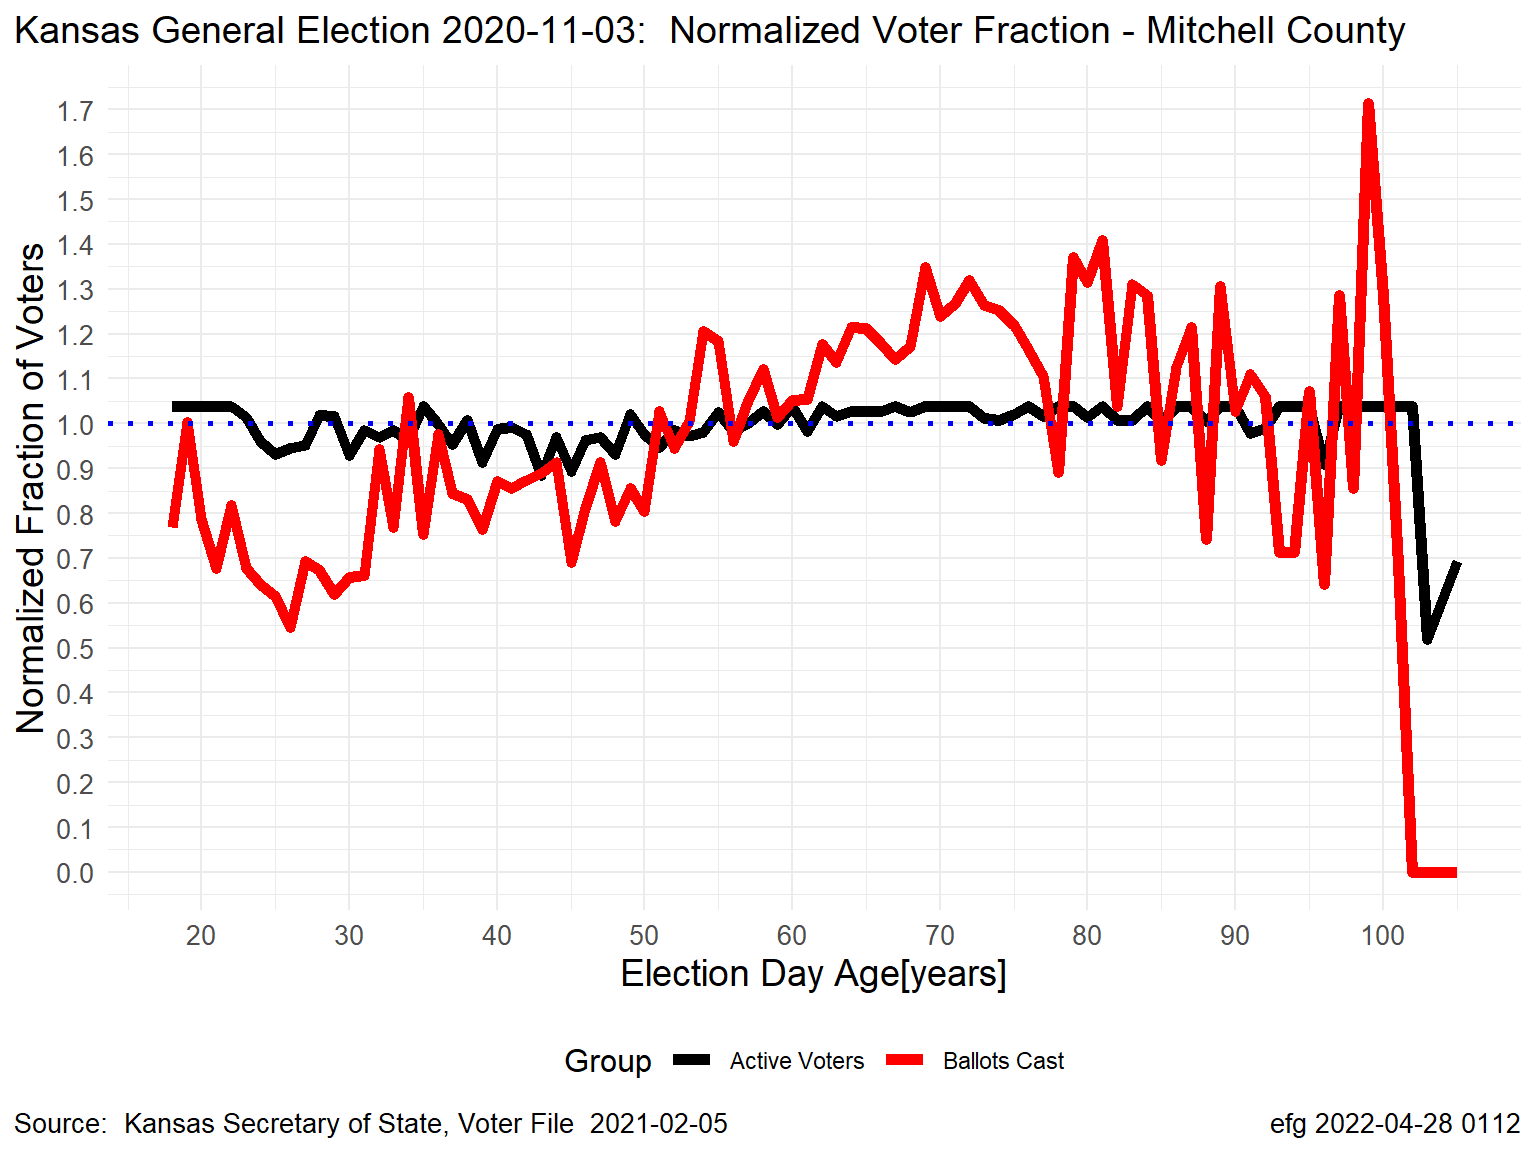 Kansas General Election 2020-11-03:  Normalized Voter Fraction - Mitchell County
Normalized Fraction of Voters
1.7
1.6
1.5
1.4
1.3
1.2
1.1
1.0
0.9
0.8
0.7
0.6
0.5
0.4
0.3
0.2
0.1
0.0
20 30 40 50 60 70 80 90 100
Election Day Age[years]
Group Active Voters Ballots Cast
Source:  Kansas Secretary of State, Voter File  2021-02-05
efg 2022-04-28 0112